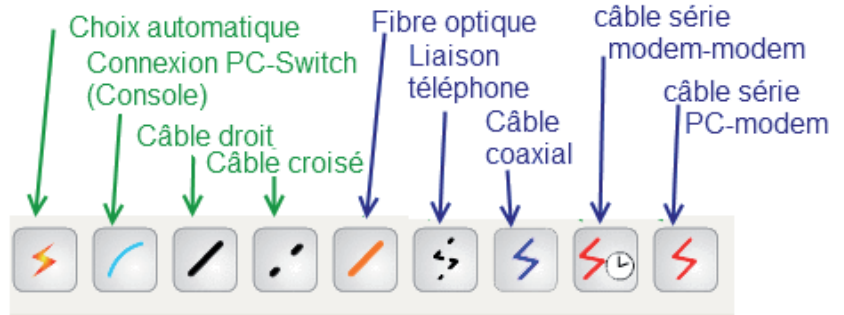 Choix automatique
Connexion PC-Switch
(Console)
Câble droit
Câble croisé
Fibre optique
Liaison
téléphone
Câble
coaxial
câble série
modem-modem
câble série
PC-modem